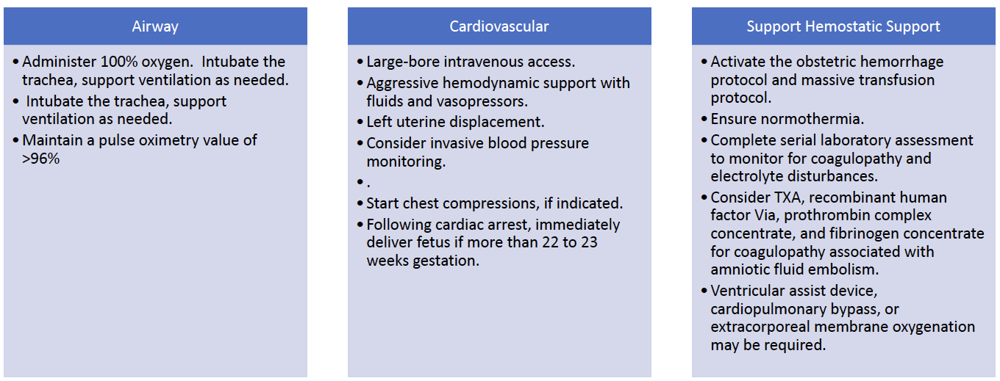 Airway
• Administer 100% oxygen.  Intubate the
trachea, support ventilation as needed.
•  Intubate the trachea, support
ventilation as needed.
• Maintain a pulse oximetry value of
>96%
Cardiovascular
• Large-bore intravenous access.
• Aggressive hemodynamic support with
fluids and vasopressors.
• Left uterine displacement.
• Consider invasive blood pressure
monitoring.
• .
• Start chest compressions, if indicated.
• Following cardiac arrest, immediately
deliver fetus if more than 22 to 23
weeks gestation.
Support Hemostatic Support
• Activate the obstetric hemorrhage
protocol and massive transfusion
protocol.
• Ensure normothermia.
• Complete serial laboratory assessment
to monitor for coagulopathy and
electrolyte disturbances.
• Consider TXA, recombinant human
factor Via, prothrombin complex
concentrate, and fibrinogen concentrate
for coagulopathy associated with
amniotic fluid embolism.
• Ventricular assist device,
cardiopulmonary bypass, or
extracorporeal membrane oxygenation
may be required.